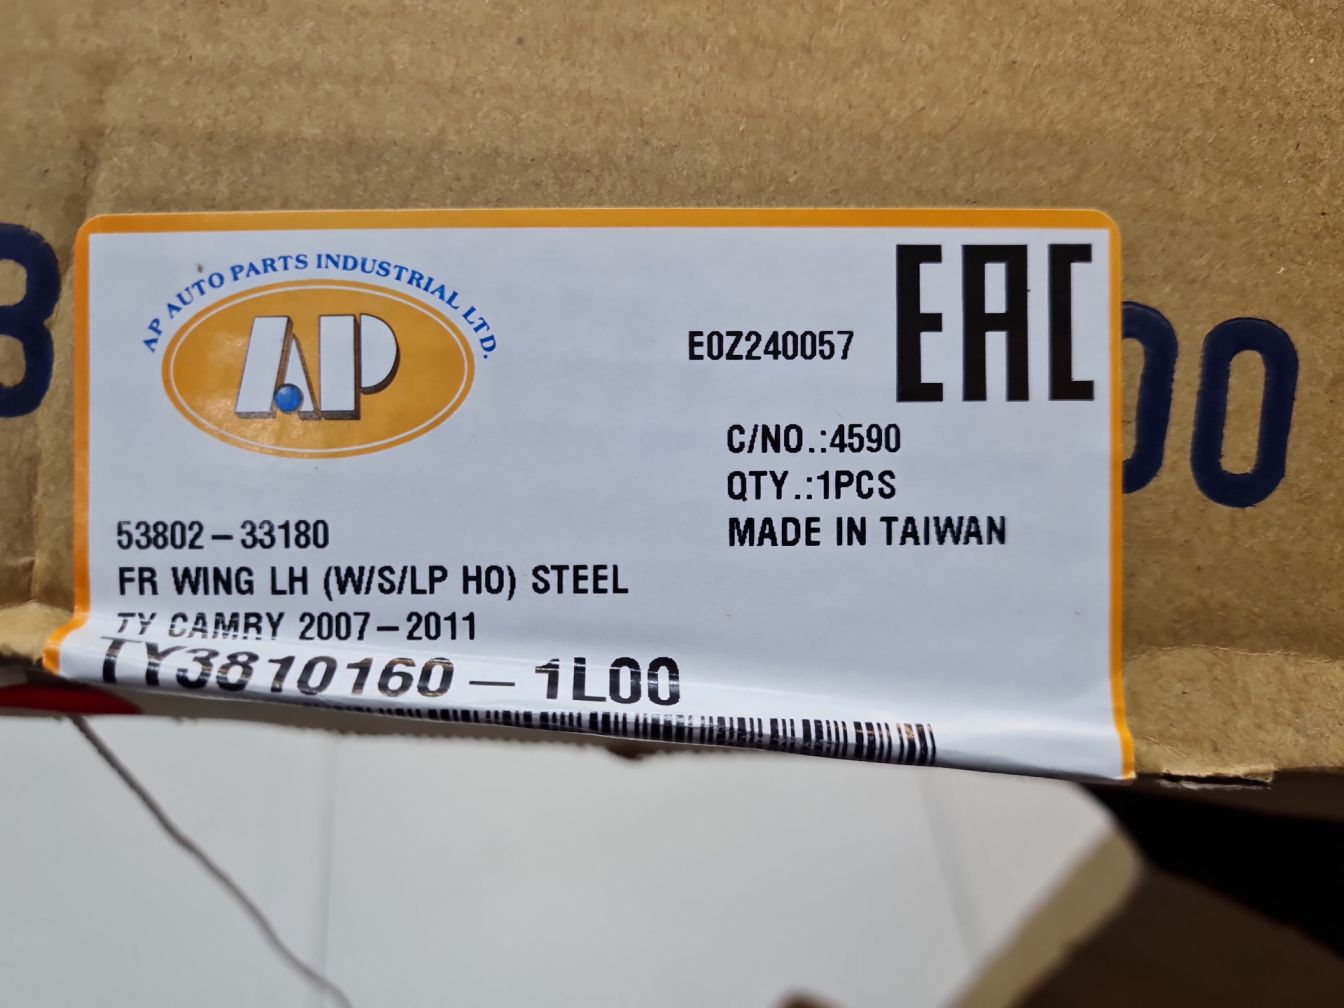 AP AUTO PARTS INDUSTRIAL LTD.
AP
EAC
E0Z240057
C/NO.:4590
QTY.:1PCS
MADE IN TAIWAN
53802-33180
FR WING LH (W/S/LP HO) STEEL
TY CAMRY 2007-2011
TY3810160-1L00